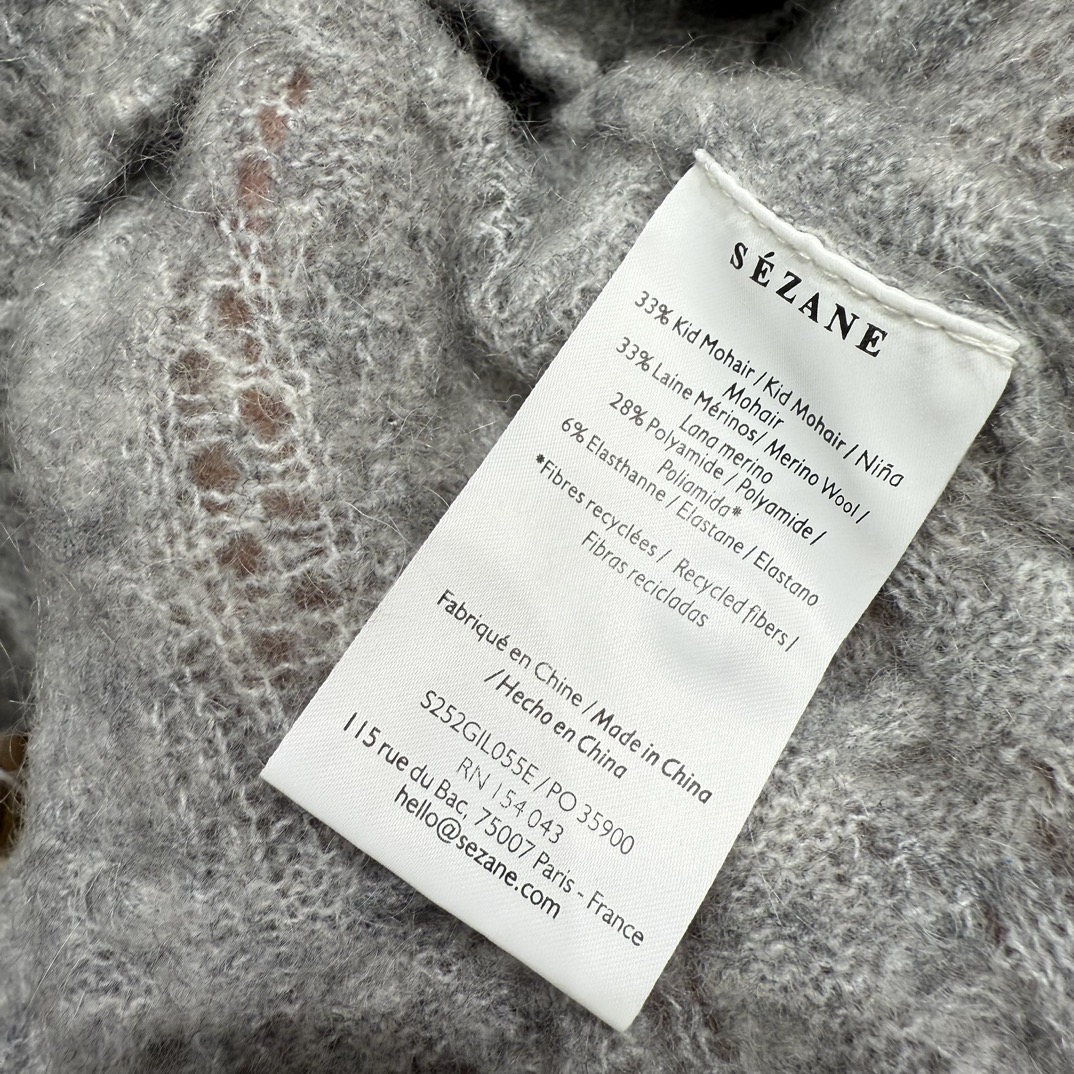 SÉZANE
33% Kid Mohair / Kid Mohair / Niña
Mohair
33% Laine Mérinos/ Merino Wool /
Lana merino
28% Polyamide / Polyamide /
Poliamida*
6% Elasthanne / Elastane / Elastano
*Fibres recyclées / Recycled fibers /
Fibras recicladas
Fabriqué en Chine / Made in China
/ Hecho en China
S252GIL055E / PO 35900
RN 154 043
115 rue du Bac, 75007 Paris - France
hello@sezane.com